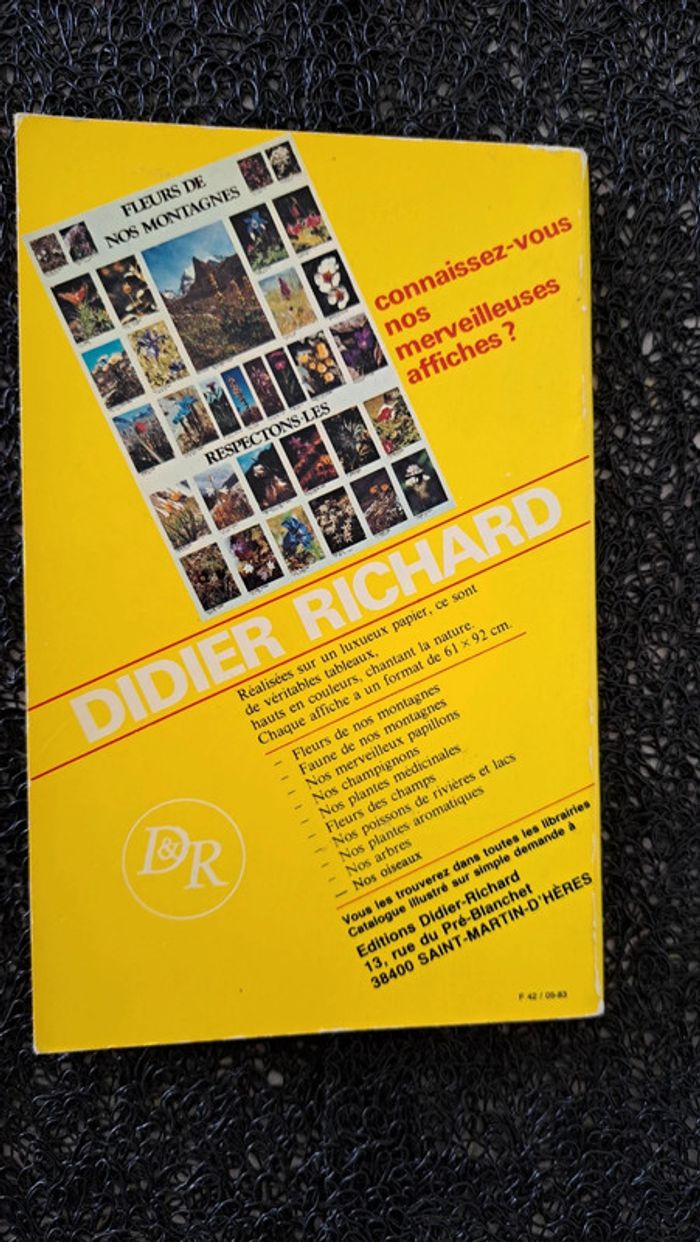 FLEURS DE
NOS MONTAGNES
RESPECTONS-LES
connaissez-vous
nos
merveilleuses
affiches ?
DIDIER RICHARD
Réalisées sur un luxueux papier, ce sont
de véritables tableaux,
hauts en couleurs, chantant la nature.
Chaque affiche a un format de 61 × 92 cm.
– Fleurs de nos montagnes
– Faune de nos montagnes
– Nos merveilleux papillons
– Nos champignons
– Nos plantes médicinales
– Fleurs des champs
– Nos poissons de rivières et lacs
– Nos plantes aromatiques
– Nos arbres
– Nos oiseaux
D&R
Vous les trouverez dans toutes les librairies
Catalogue illustré sur simple demande à
Editions Didier-Richard
13, rue du Pré-Blanchet
38400 SAINT-MARTIN-D'HÈRES
F 42 / 09-83